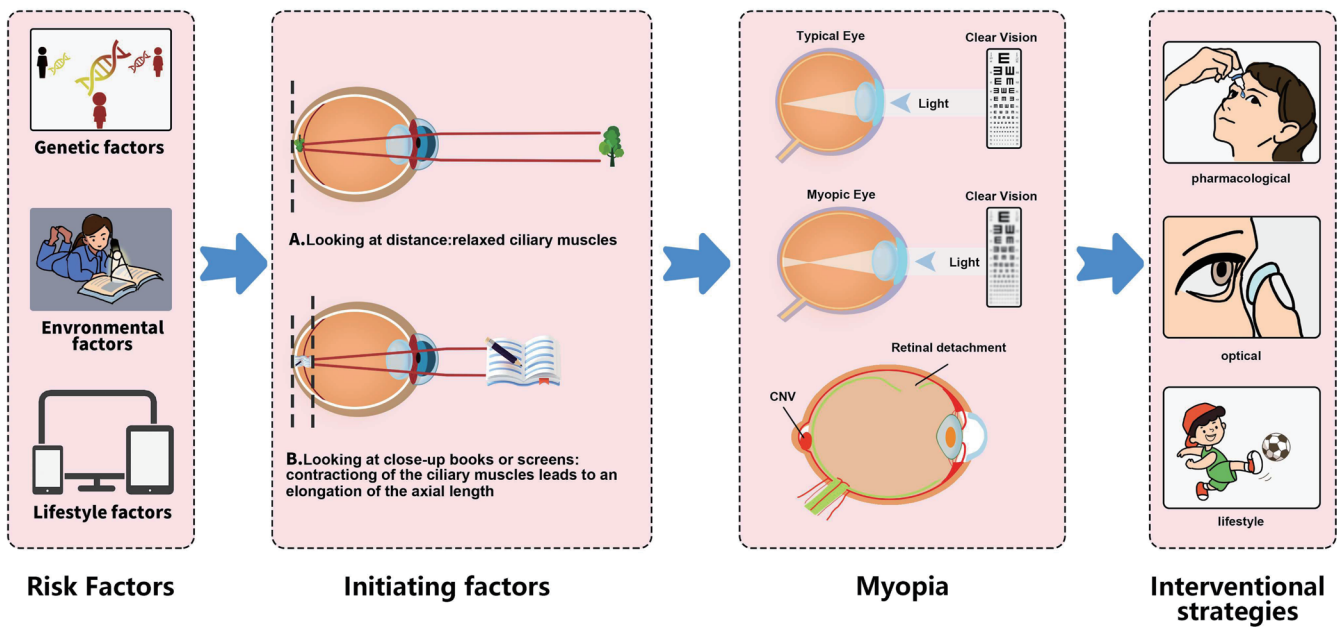 Genetic factors
Envronmental
factors
Lifestyle factors
Risk Factors
A.Looking at distance:relaxed ciliary muscles
B.Looking at close-up books or screens:
contractiong of the ciliary muscles leads to an
elongation of the axial length
Initiating factors
Typical Eye
Clear Vision
Light
Myopic Eye
Clear Vision
Light
Retinal detachment
CNV
Myopia
pharmacological
optical
lifestyle
Interventional
strategies